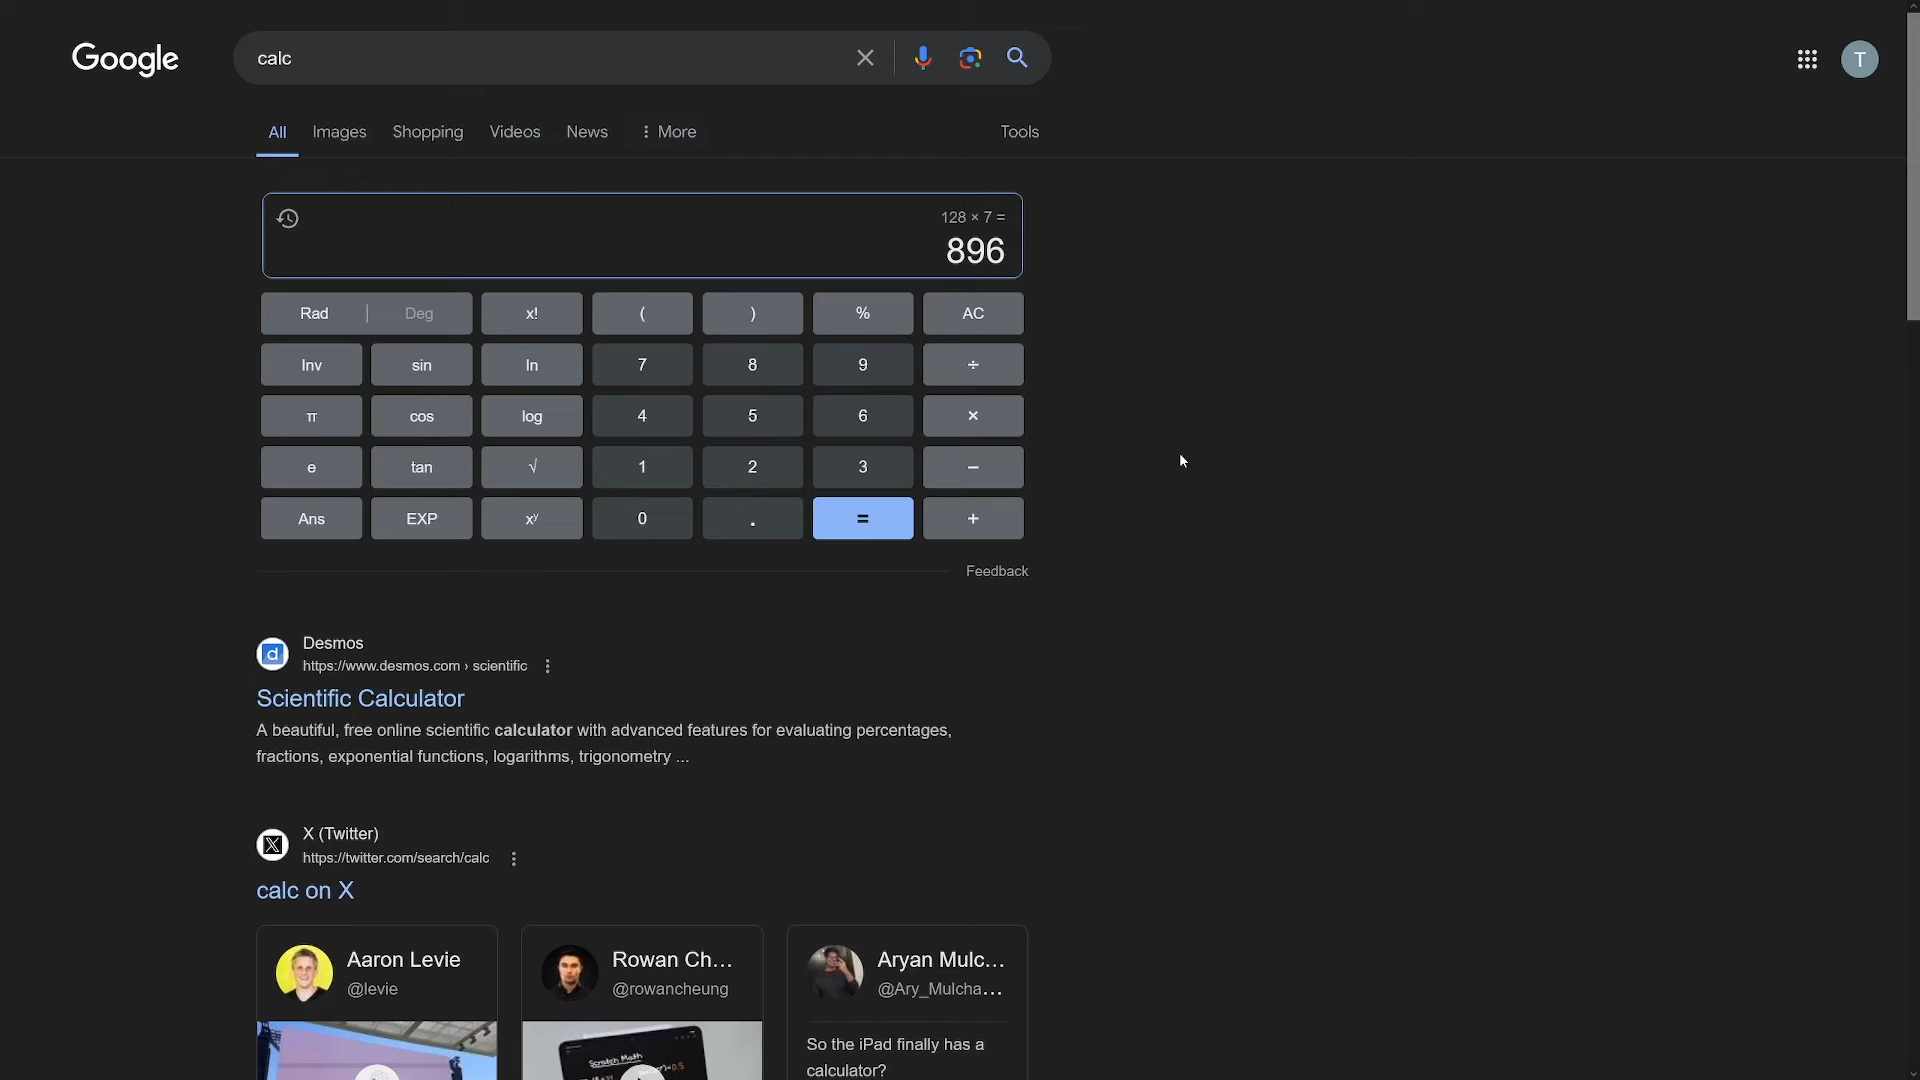 Google
calc
T
All Images Shopping Videos News More Tools
128 × 7 =
896
Rad | Deg x! ( ) % AC
Inv sin ln 7 8 9 ÷
π cos log 4 5 6 ×
e tan √ 1 2 3 −
Ans EXP xʸ 0 . = +
Feedback
Desmos
https://www.desmos.com › scientific
Scientific Calculator
A beautiful, free online scientific calculator with advanced features for evaluating percentages,
fractions, exponential functions, logarithms, trigonometry ...
X (Twitter)
https://twitter.com/search/calc
calc on X
Aaron Levie
@levie
Rowan Ch...
@rowancheung
Aryan Mulc...
@Ary_Mulcha...
Scratch Math
So the iPad finally has a
calculator?